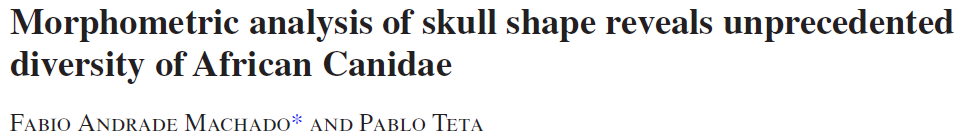 Morphometric analysis of skull shape reveals unprecedented
diversity of African Canidae
Fabio Andrade Machado* and Pablo Teta